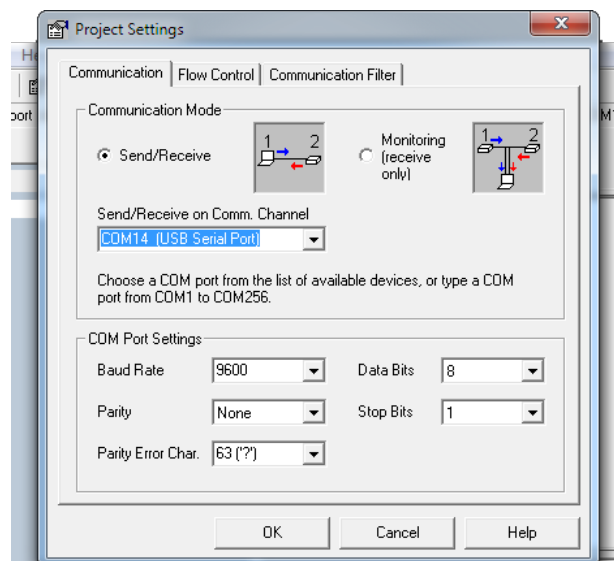 Project Settings
He
Communication
Flow Control
Communication Filter
port
M
Communication Mode
Send/Receive
1 2
Monitoring
(receive
only)
1 2
Send/Receive on Comm. Channel
COM14 (USB Serial Port)
Choose a COM port from the list of available devices, or type a COM
port from COM1 to COM256.
COM Port Settings
Baud Rate 9600 Data Bits 8
Parity None Stop Bits 1
Parity Error Char. 63 ('?')
OK Cancel Help